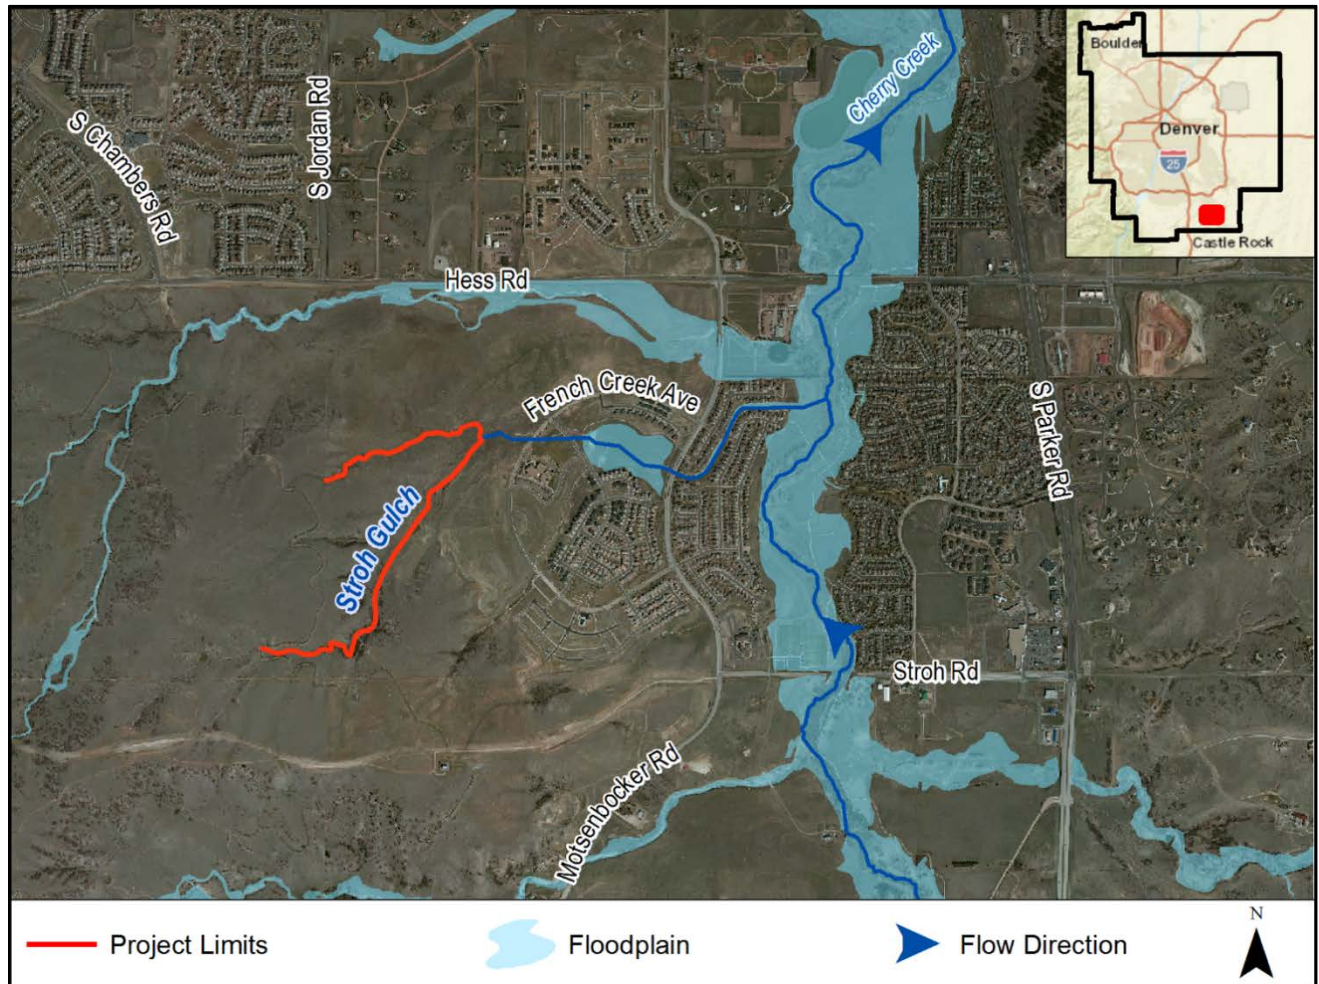 Boulder
Denver
25
Castle Rock
Cherry Creek
S Jordan Rd
S Chambers Rd
Hess Rd
French Creek Ave
S Parker Rd
Stroh Gulch
Stroh Rd
Motsenbocker Rd
Project Limits
Floodplain
Flow Direction
N